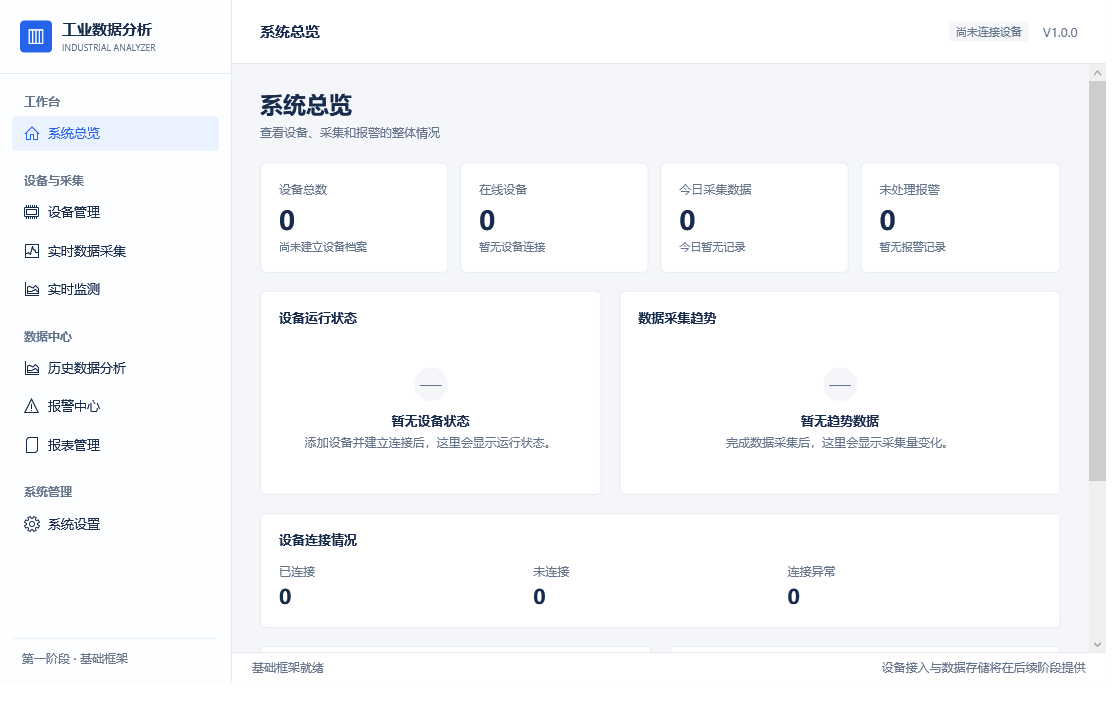 工业数据分析
INDUSTRIAL ANALYZER
工作台
系统总览
设备与采集
设备管理
实时数据采集
实时监测
数据中心
历史数据分析
报警中心
报表管理
系统管理
系统设置
第一阶段 · 基础框架
系统总览
尚未连接设备
V1.0.0
系统总览
查看设备、采集和报警的整体情况
设备总数
0
尚未建立设备档案
在线设备
0
暂无设备连接
今日采集数据
0
今日暂无记录
未处理报警
0
暂无报警记录
设备运行状态
暂无设备状态
添加设备并建立连接后，这里会显示运行状态。
数据采集趋势
暂无趋势数据
完成数据采集后，这里会显示采集量变化。
设备连接情况
已连接
0
未连接
0
连接异常
0
基础框架就绪
设备接入与数据存储将在后续阶段提供